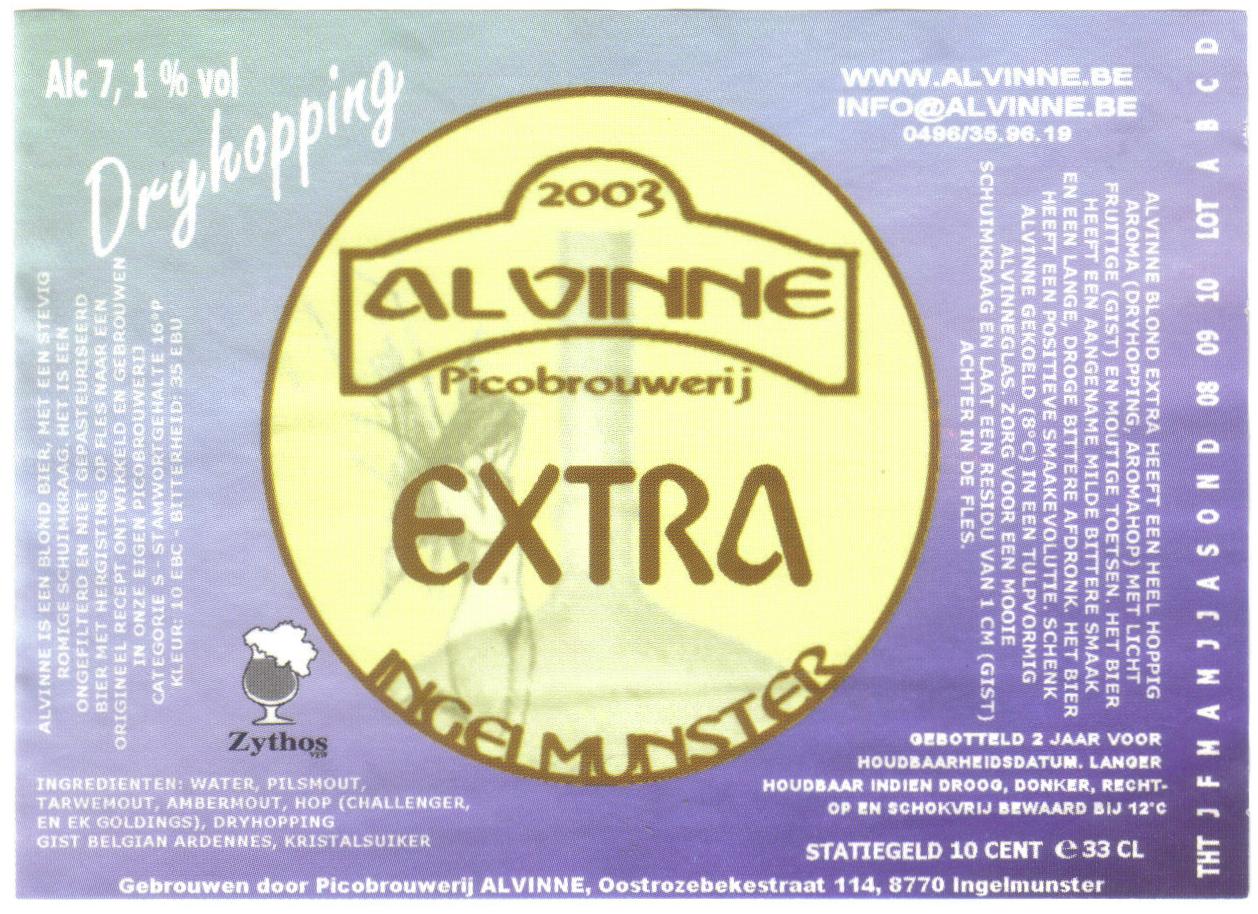 Alc 7, 1 % vol
Dryhopping
ALVINNE IS EEN BLOND BIER, MET EEN STEVIG
ROMIGE SCHUIMKRAAG. HET IS EEN
ONGEFILTERD EN NIET GEPASTEURISEERD
BIER MET HERGISTING OP FLES NAAR EEN
ORIGINEEL RECEPT ONTWIKKELD EN GEBROUWEN
IN ONZE EIGEN PICOBROUWERIJ
CATEGORIE S - STAMWORTGEHALTE 16°P
KLEUR: 10 EBC - BITTERHEID: 35 EBU
Zythos
VZW
INGREDIENTEN: WATER, PILSMOUT,
TARWEMOUT, AMBERMOUT, HOP (CHALLENGER,
EN EK GOLDINGS), DRYHOPPING
GIST BELGIAN ARDENNES, KRISTALSUIKER
2003
ALVINNE
Picobrouwerij
EXTRA
INGELMUNSTER
WWW.ALVINNE.BE
INFO@ALVINNE.BE
0496/35.96.19
ALVINNE BLOND EXTRA HEEFT EEN HEEL HOPPIG
AROMA (DRYHOPPING, AROMAHOP) MET LICHT
FRUITIGE (GIST) EN MOUTIGE TOETSEN. HET BIER
HEEFT EEN AANGENAME MILDE BITTERE SMAAK
EN EEN LANGE, DROGE BITTERE AFDRONK. HET BIER
HEEFT EEN POSITIEVE SMAAKEVOLUTIE. SCHENK
ALVINNE GEKOELD (8°C) IN EEN TULPVORMIG
ALVINNEGLAS. ZORG VOOR EEN MOOIE
SCHUIMKRAAG EN LAAT EEN RESIDU VAN 1 CM (GIST)
ACHTER IN DE FLES.
GEBOTTELD 2 JAAR VOOR
HOUDBAARHEIDSDATUM. LANGER
HOUDBAAR INDIEN DROOG, DONKER, RECHT-
OP EN SCHOKVRIJ BEWAARD BIJ 12°C
STATIEGELD 10 CENT e 33 CL
THT J F M A M J J A S O N D 08 09 10 LOT A B C D
Gebrouwen door Picobrouwerij ALVINNE, Oostrozebekestraat 114, 8770 Ingelmunster